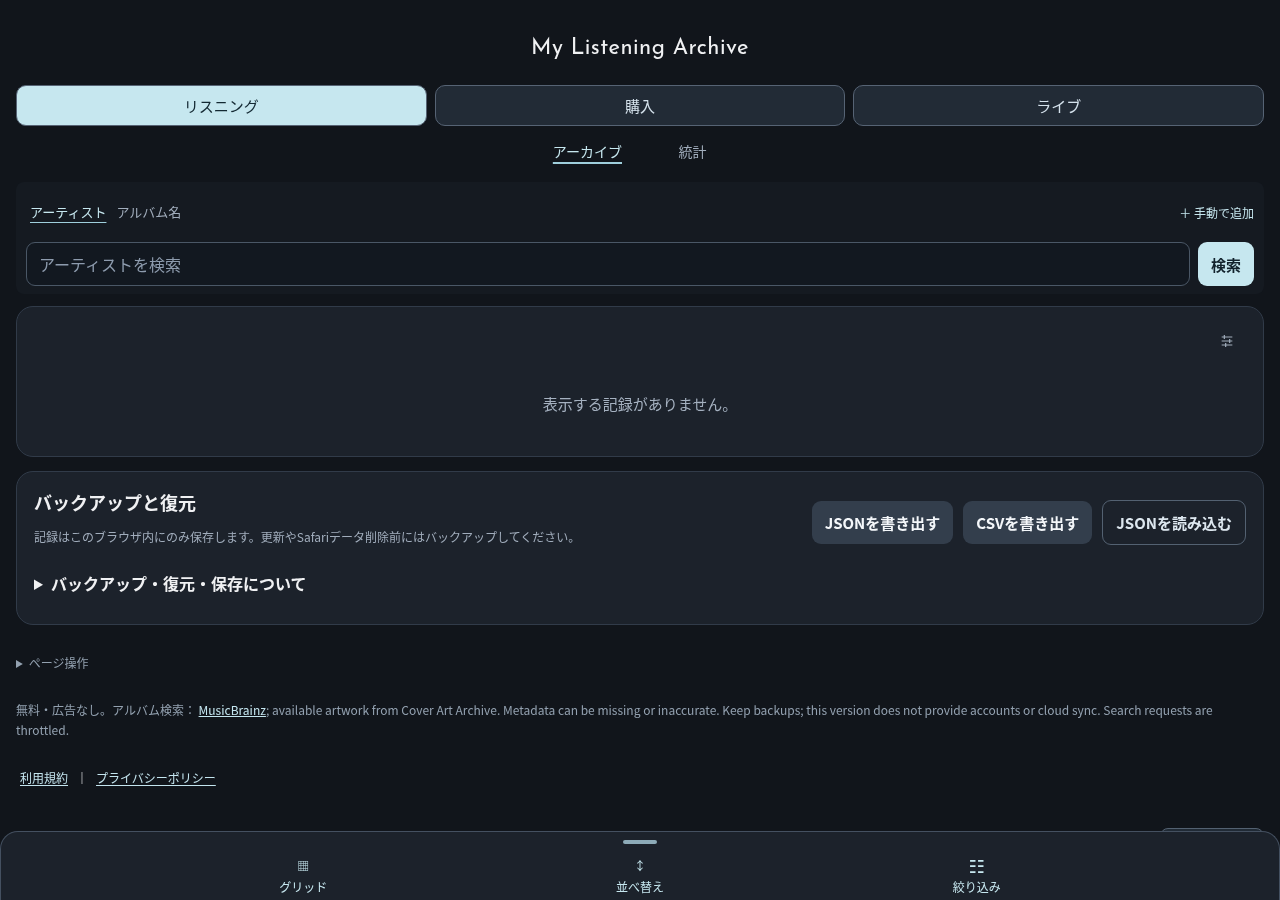 My Listening Archive
リスニング
購入
ライブ
アーカイブ
統計
アーティスト
アルバム名
＋ 手動で追加
アーティストを検索
検索
表示する記録がありません。
バックアップと復元
記録はこのブラウザ内にのみ保存します。更新やSafariデータ削除前にはバックアップしてください。
JSONを書き出す
CSVを書き出す
JSONを読み込む
バックアップ・復元・保存について
ページ操作
無料・広告なし。アルバム検索： MusicBrainz; available artwork from Cover Art Archive. Metadata can be missing or inaccurate. Keep backups; this version does not provide accounts or cloud sync. Search requests are
throttled.
利用規約 | プライバシーポリシー
グリッド
並べ替え
絞り込み